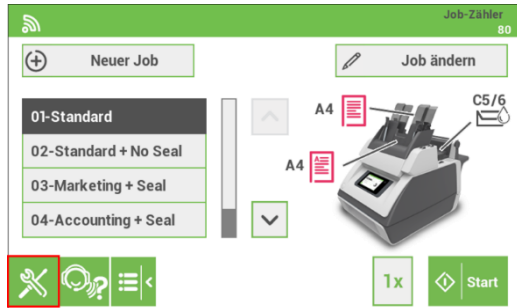 Job-Zähler
80
Neuer Job
Job ändern
01-Standard
02-Standard + No Seal
03-Marketing + Seal
04-Accounting + Seal
A4
C5/6
A4
1x
Start